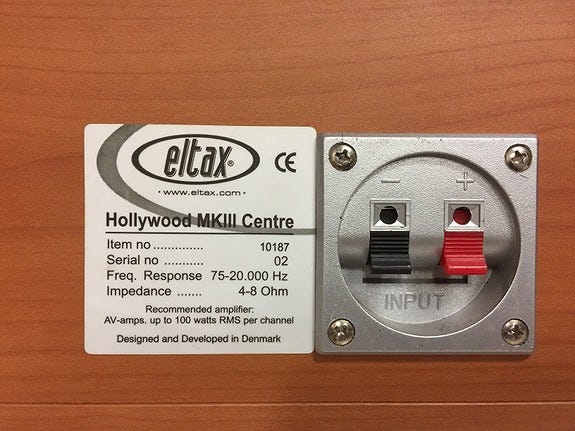 eltax®
CE
• www.eltax.com •
Hollywood MKIII Centre
Item no ............. 10187
Serial no ........... 02
Freq. Response 75-20.000 Hz
Impedance ....... 4-8 Ohm
Recommended amplifier:
AV-amps. up to 100 watts RMS per channel
Designed and Developed in Denmark
− +
INPUT